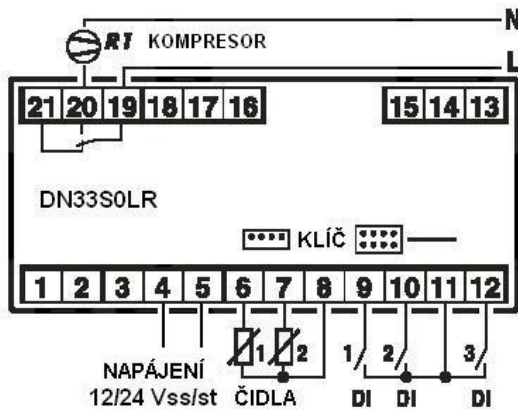 N
RT KOMPRESOR
L
21 20 19 18 17 16 15 14 13
DN33S0LR
KLÍČ
1 2 3 4 5 6 7 8 9 10 11 12
1 2 1 2 3
NAPÁJENÍ
12/24 Vss/st ČIDLA DI DI DI